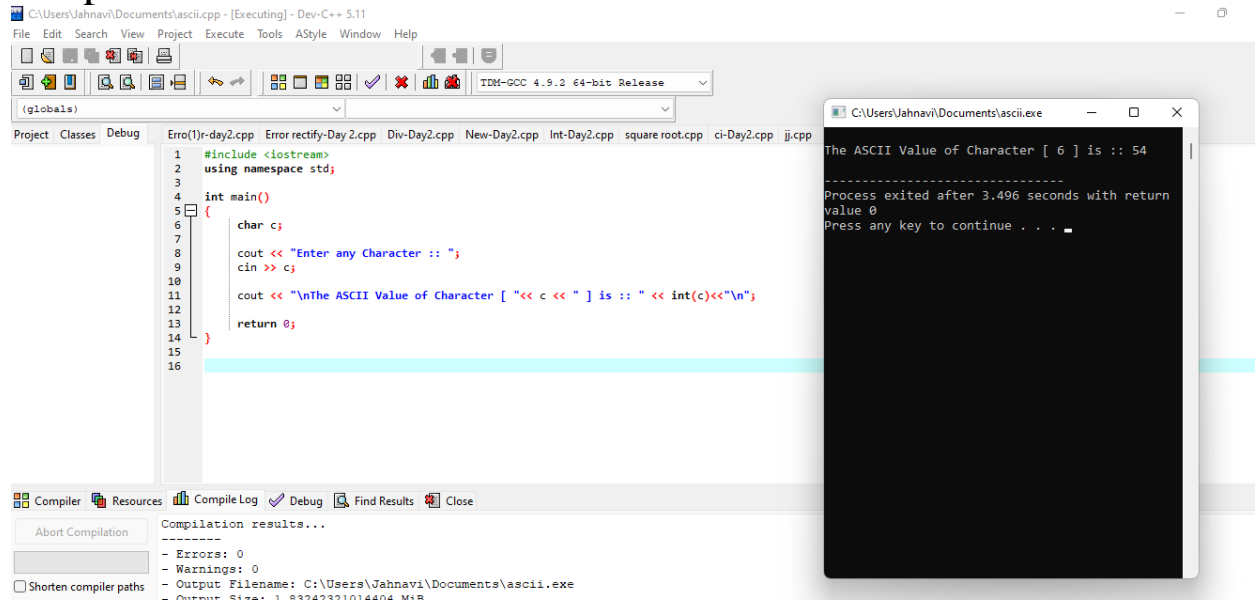 C:\Users\Jahnavi\Documents\ascii.cpp - [Executing] - Dev-C++ 5.11
File Edit Search View Project Execute Tools AStyle Window Help
TDM-GCC 4.9.2 64-bit Release
(globals)
Project Classes Debug
Erro(1)r-day2.cpp Error rectify-Day 2.cpp Div-Day2.cpp New-Day2.cpp Int-Day2.cpp square root.cpp ci-Day2.cpp jj.cpp
1 #include <iostream>
2 using namespace std;
3
4 int main()
5 {
6 char c;
7
8 cout << "Enter any Character :: ";
9 cin >> c;
10
11 cout << "\nThe ASCII Value of Character [ "<< c << " ] is :: " << int(c)<<"\n";
12
13 return 0;
14 }
15
16
C:\Users\Jahnavi\Documents\ascii.exe
The ASCII Value of Character [ 6 ] is :: 54
--------------------------------
Process exited after 3.496 seconds with return
value 0
Press any key to continue . . .
Compiler Resources Compile Log Debug Find Results Close
Abort Compilation
Shorten compiler paths
Compilation results...
--------
- Errors: 0
- Warnings: 0
- Output Filename: C:\Users\Jahnavi\Documents\ascii.exe
- Output Size: 1.83242321014404 MiB